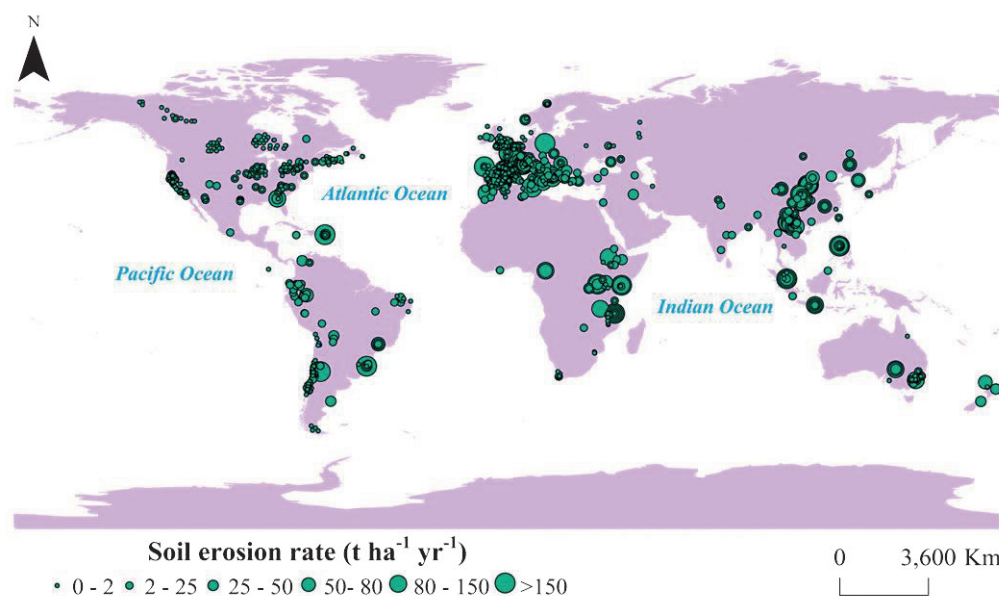 N
Atlantic Ocean
Pacific Ocean
Indian Ocean
Soil erosion rate (t ha⁻¹ yr⁻¹)
0 - 2 2 - 25 25 - 50 50- 80 80 - 150 >150
0 3,600 Km